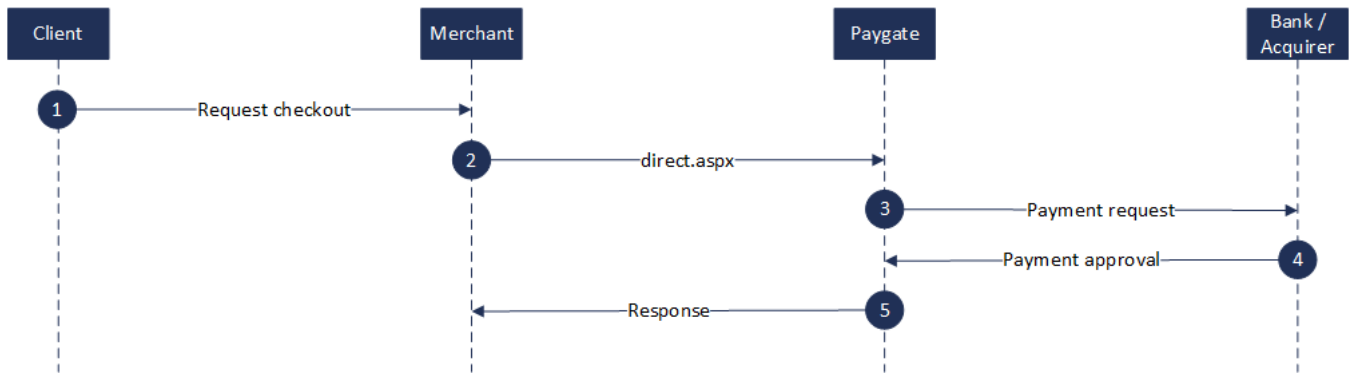 Client
Merchant
Paygate
Bank /
Acquirer
1
Request checkout
2
direct.aspx
3
Payment request
Payment approval
4
Response
5